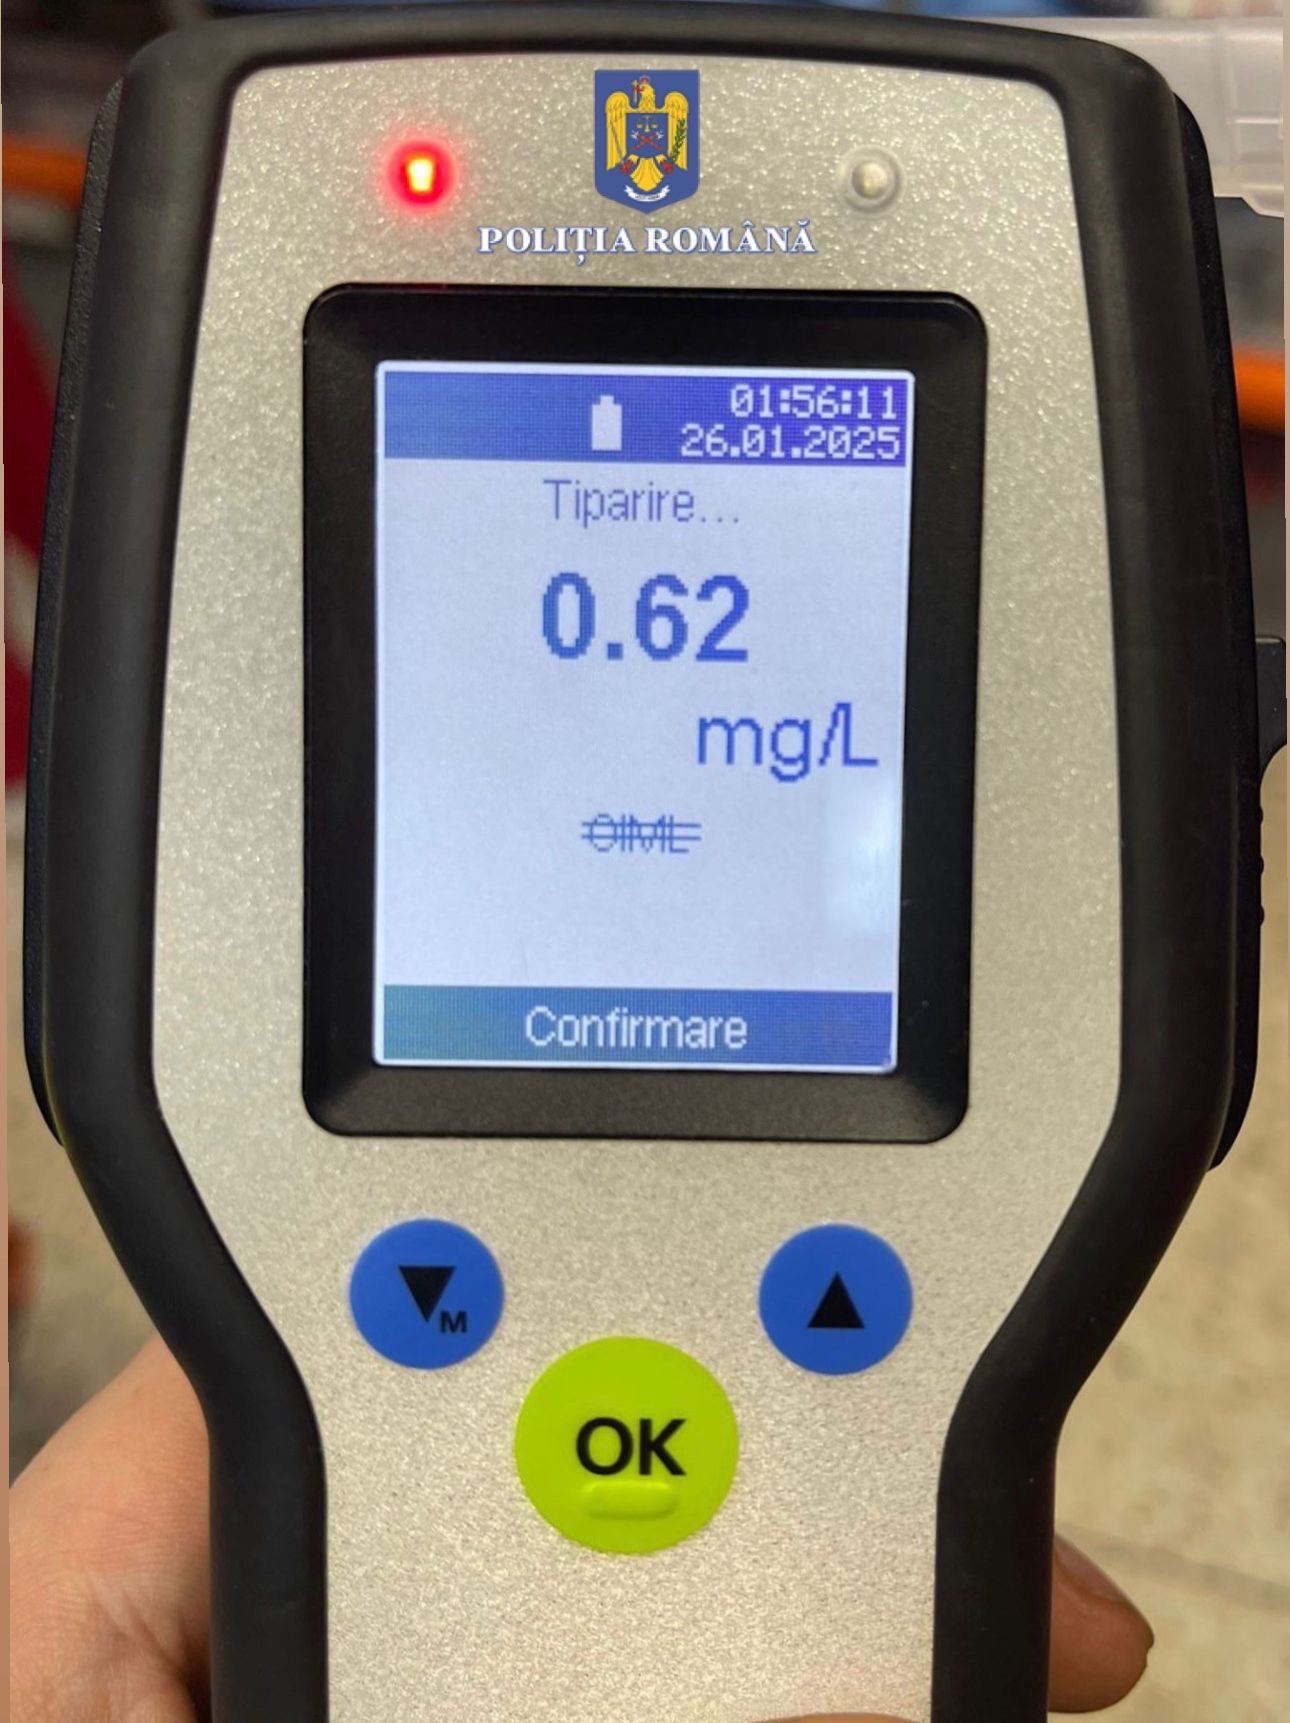 POLIȚIA ROMÂNĂ
01:56:11
26.01.2025
Tiparire...
0.62
mg/L
OIML
Confirmare
M
OK